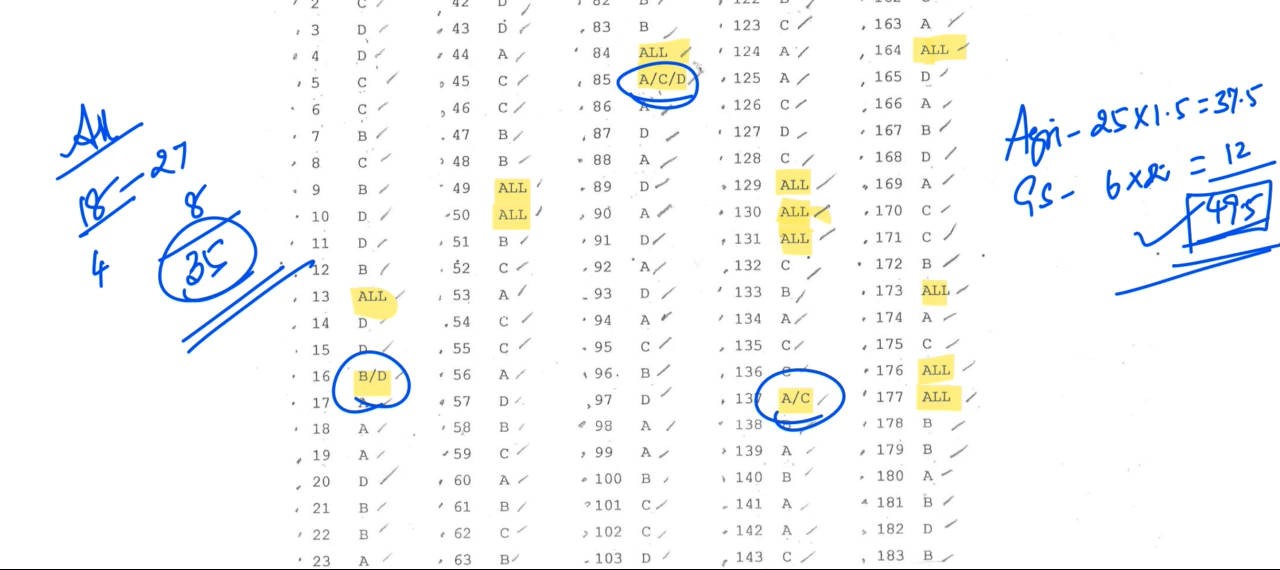 All
18 - 27
8
4
35
2 C 42 D 82 B 122
3 D 43 D 83 B 123 C 163 A
4 D 44 A 84 ALL 124 A 164 ALL
5 C 45 C 85 A/C/D 125 A 165 D
6 C 46 C 86 A 126 C 166 A
7 B 47 B 87 D 127 D 167 B
8 C 48 B 88 A 128 C 168 D
9 B 49 ALL 89 D 129 ALL 169 A
10 D 50 ALL 90 A 130 ALL 170 C
11 D 51 B 91 D 131 ALL 171 C
12 B 52 C 92 A 132 C 172 B
13 ALL 53 A 93 D 133 B 173 ALL
14 D 54 C 94 A 134 A 174 A
15 D 55 C 95 C 135 C 175 C
16 B/D 56 A 96. B 136 C 176 ALL
17 A 57 D 97 D 137 A/C 177 ALL
18 A 58 B 98 A 138 178 B
19 A 59 C 99 A 139 A 179 B
20 D 60 A 100 B 140 B 180 A
21 B 61 B 101 C 141 A 181 B
22 B 62 C 102 C 142 A 182 D
23 A 63 B 103 D 143 C 183 B
Agri - 25X1.5=37.5
GS - 6x2 = 12
49.5